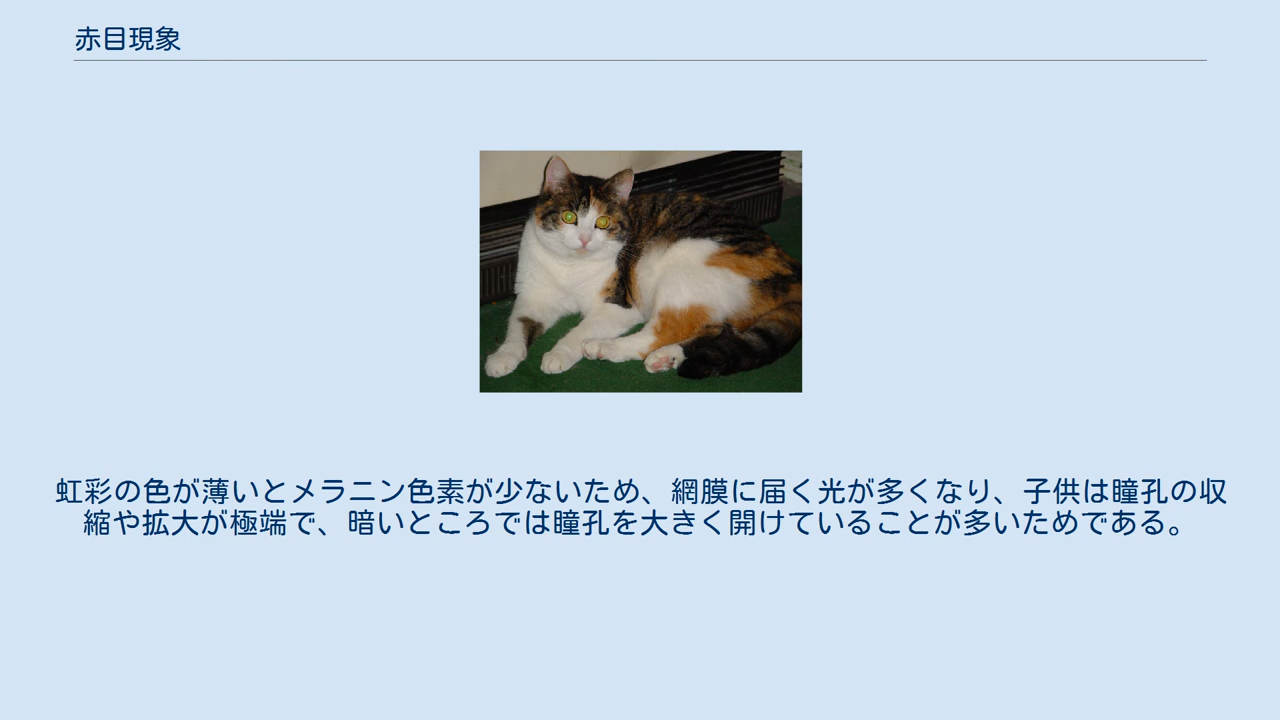 赤目現象
虹彩の色が薄いとメラニン色素が少ないため、網膜に届く光が多くなり、子供は瞳孔の収
縮や拡大が極端で、暗いところでは瞳孔を大きく開けていることが多いためである。